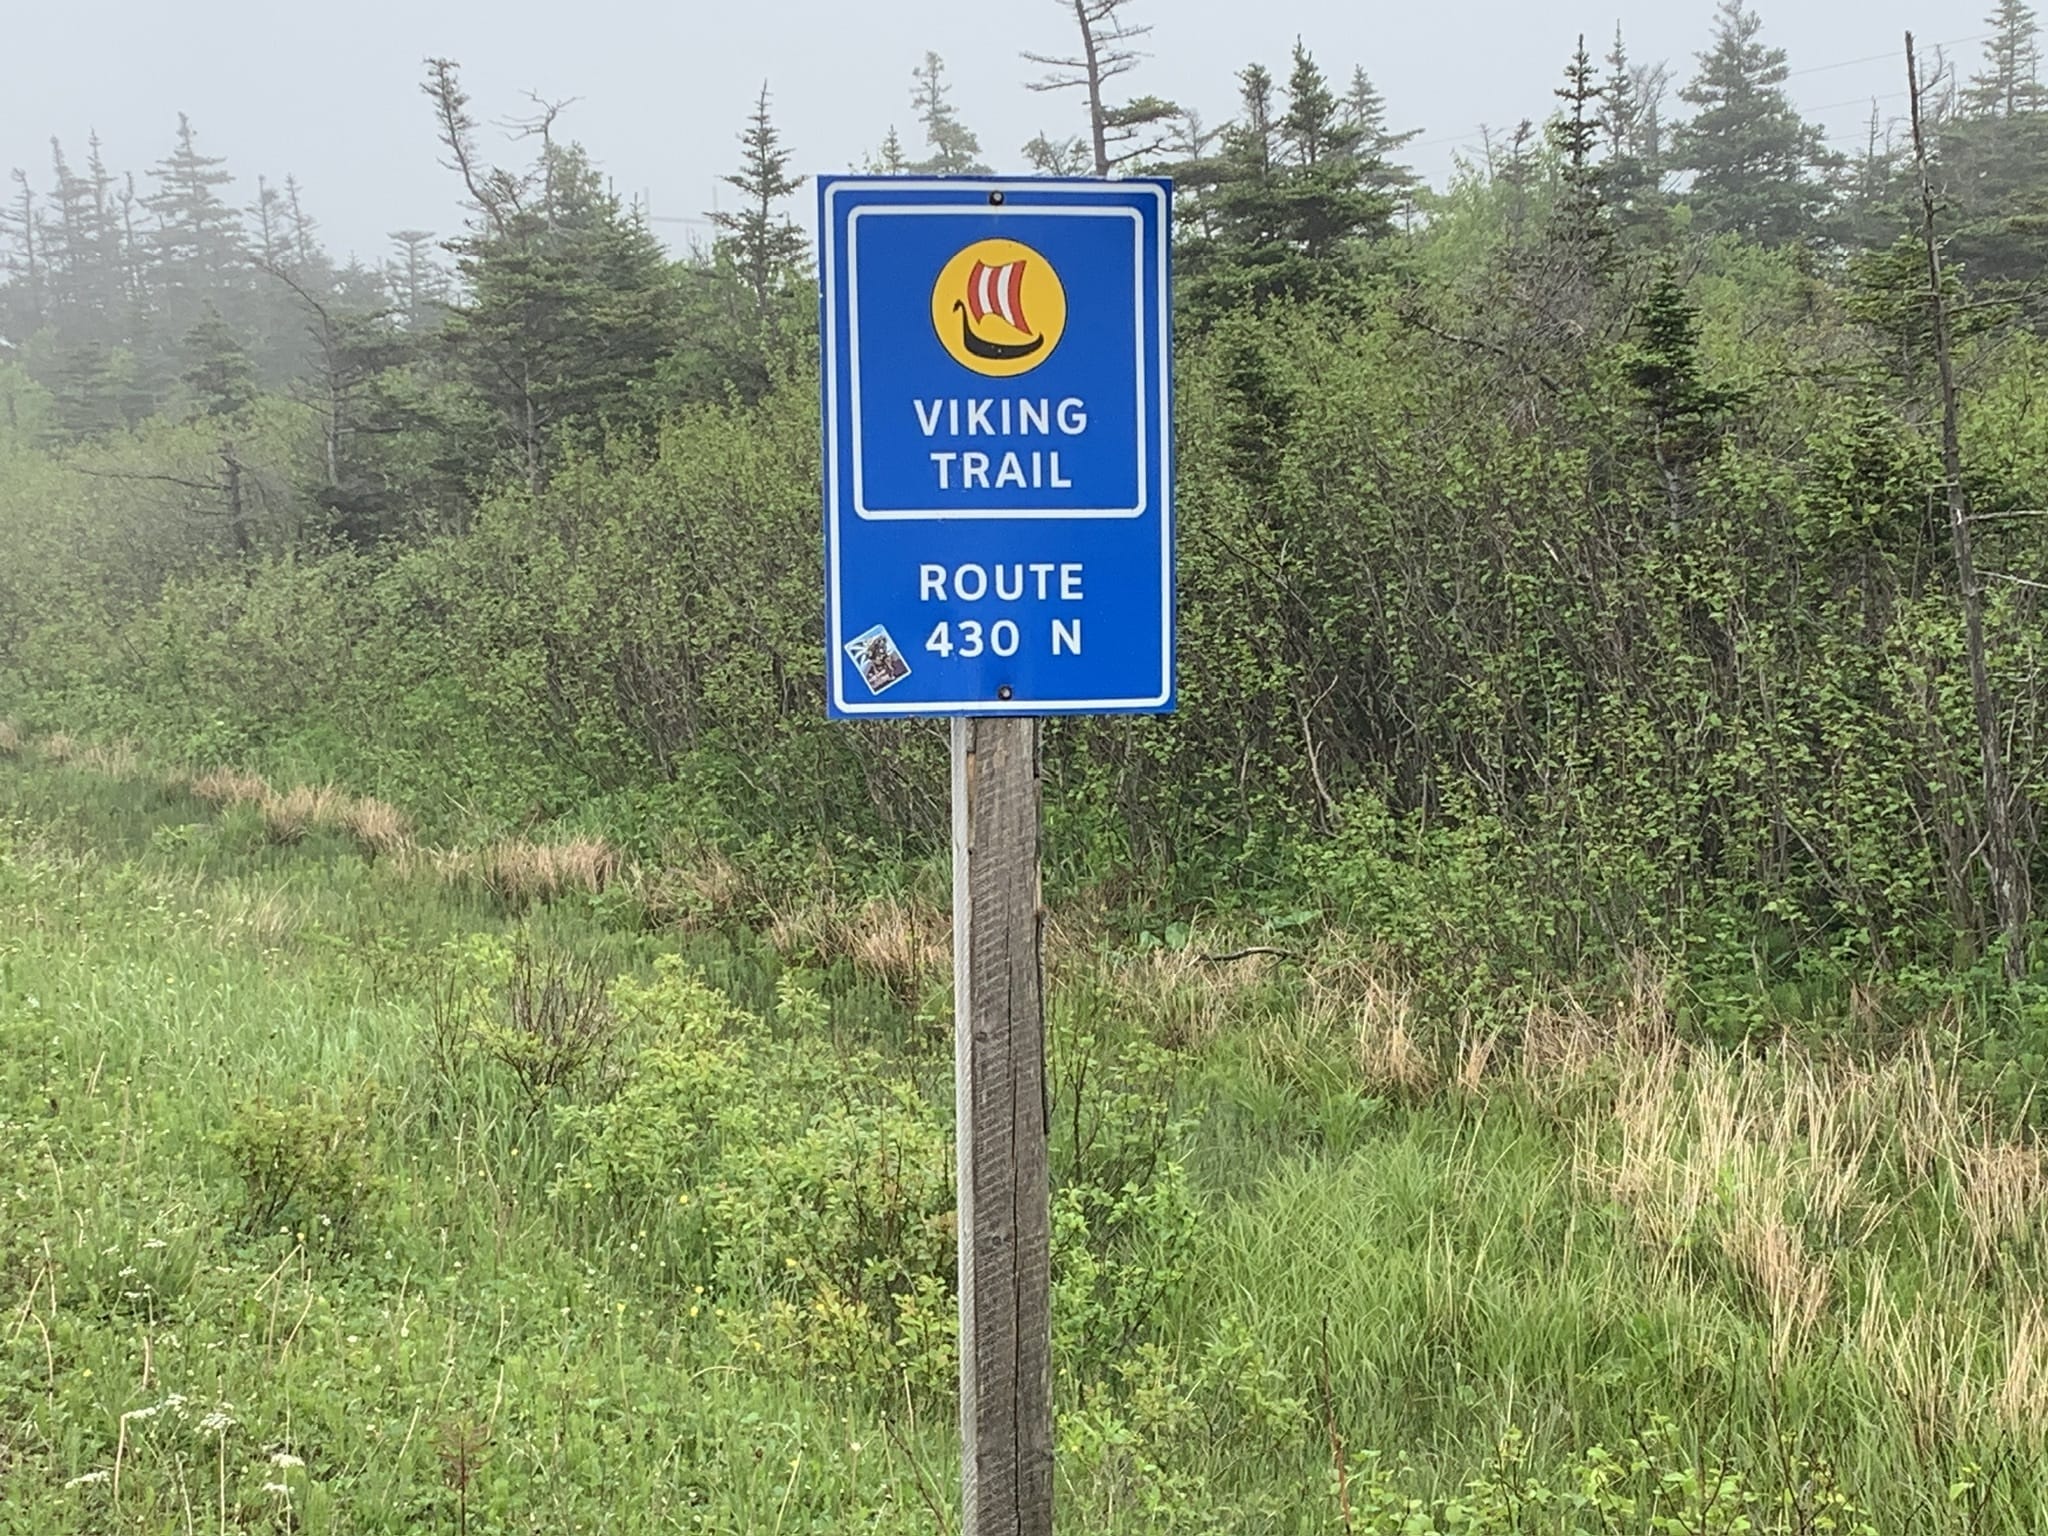 VIKING
TRAIL
ROUTE
430 N